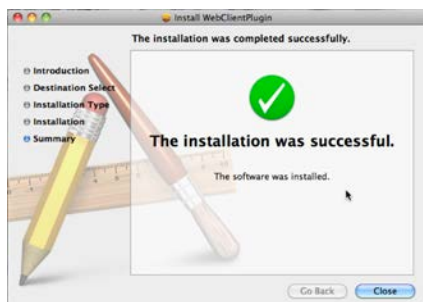 Install WebClientPlugin
The installation was completed successfully.
Introduction
Destination Select
Installation Type
Installation
Summary
The installation was successful.
The software was installed.
Go Back
Close